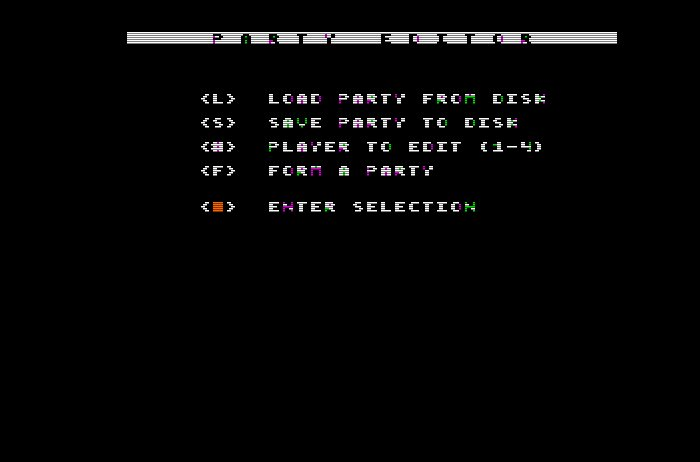 PARTY EDITOR
<L> LOAD PARTY FROM DISK
<S> SAVE PARTY TO DISK
<#> PLAYER TO EDIT (1-4)
<F> FORM A PARTY
< > ENTER SELECTION